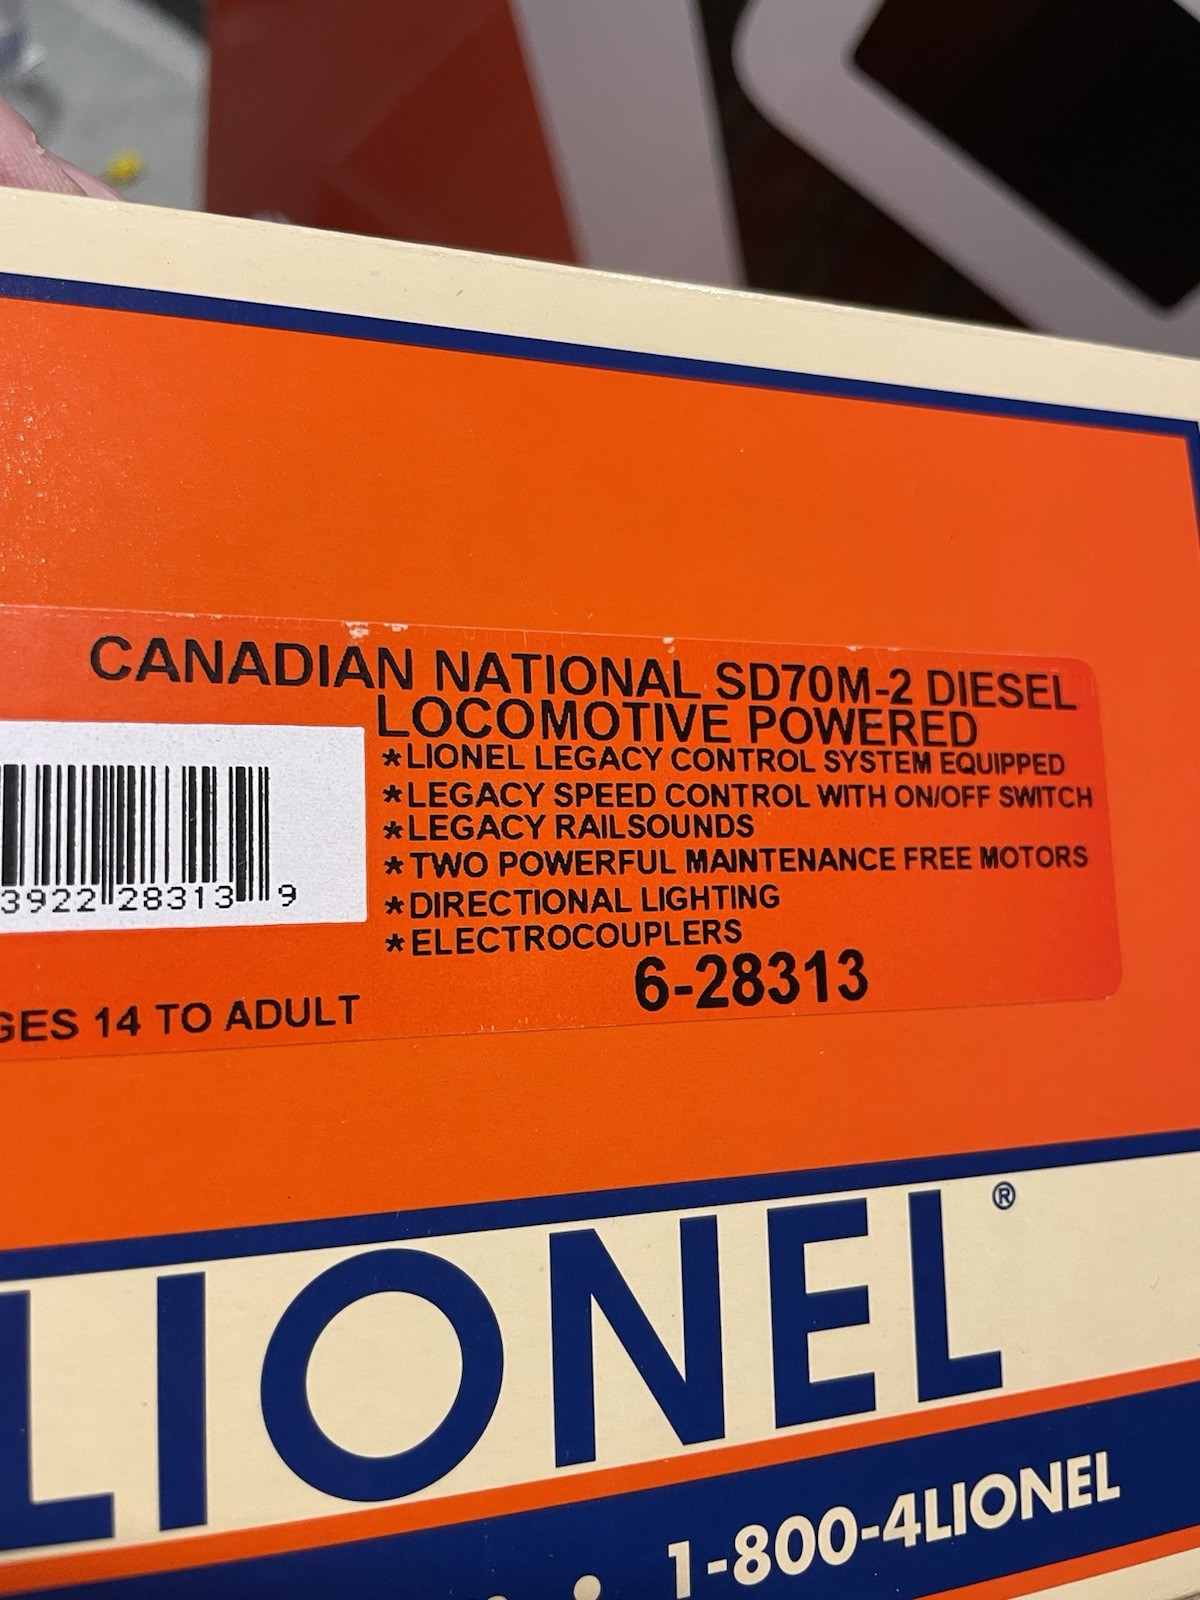 CANADIAN NATIONAL SD70M-2 DIESEL
LOCOMOTIVE POWERED
*LIONEL LEGACY CONTROL SYSTEM EQUIPPED
*LEGACY SPEED CONTROL WITH ON/OFF SWITCH
*LEGACY RAILSOUNDS
*TWO POWERFUL MAINTENANCE FREE MOTORS
*DIRECTIONAL LIGHTING
*ELECTROCOUPLERS
6-28313
3922 28313 9
GES 14 TO ADULT
LIONEL®
• 1-800-4LIONEL